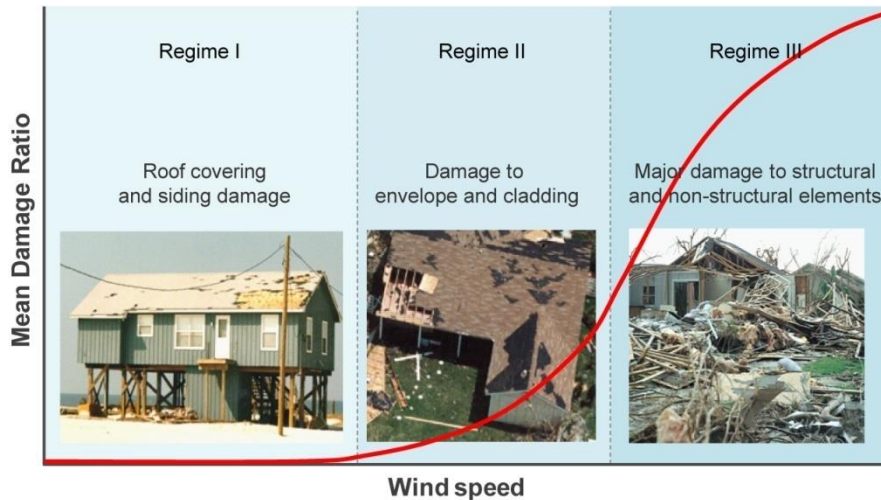 Regime I
Regime II
Regime III
Mean Damage Ratio
Roof covering
and siding damage
Damage to
envelope and cladding
Major damage to structural
and non-structural elements
Wind speed